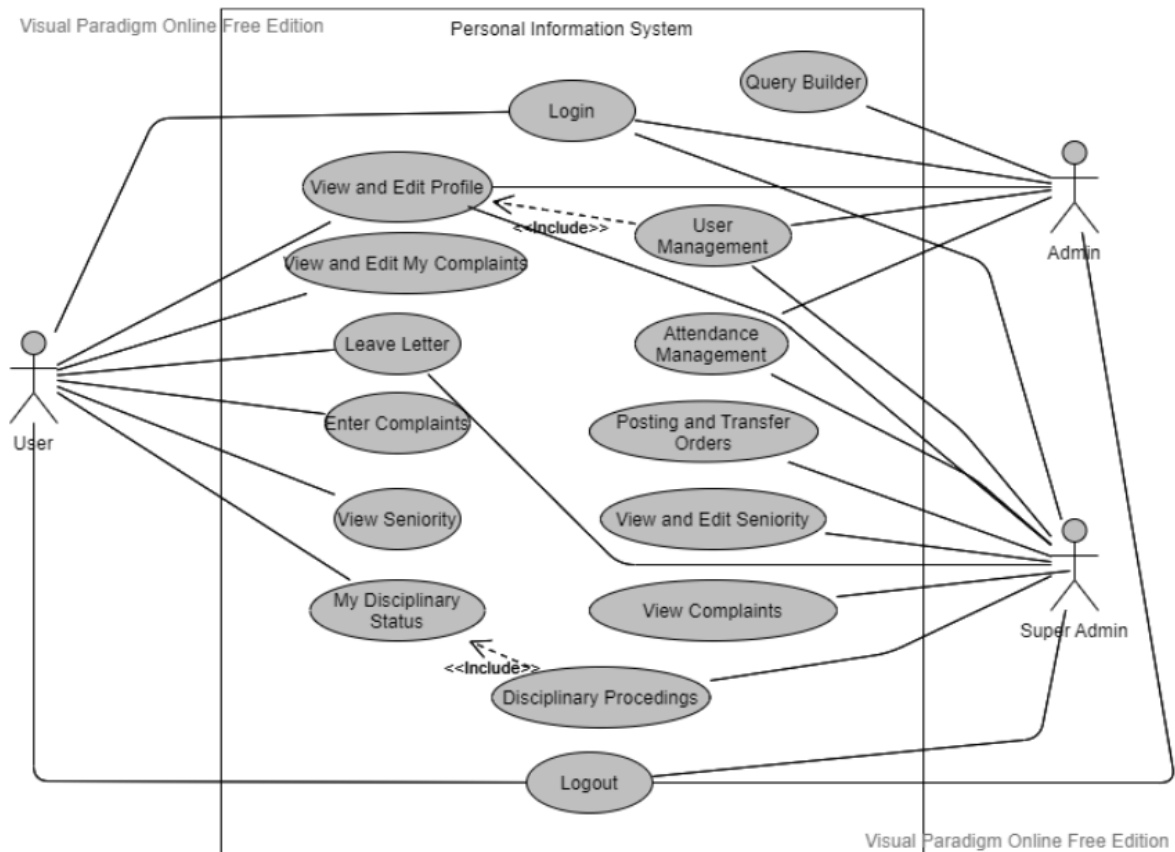 Visual Paradigm Online Free Edition
Personal Information System
Query Builder
Login
View and Edit Profile
<<Include>>
User
Management
Admin
View and Edit My Complaints
Leave Letter
Attendance
Management
User
Enter Complaints
Posting and Transfer
Orders
View Seniority
View and Edit Seniority
My Disciplinary
Status
View Complaints
Super Admin
<<Include>>
Disciplinary Procedings
Logout
Visual Paradigm Online Free Edition